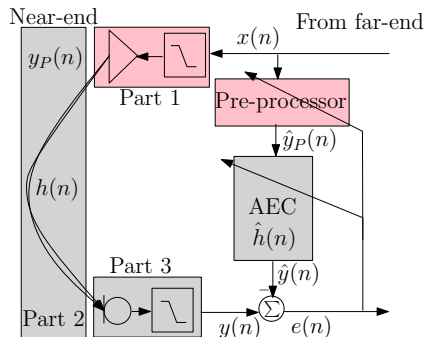 Near-end
From far-end
x(n)
y_P(n)
Part 1
Pre-processor
ŷ_P(n)
h(n)
AEC
ĥ(n)
Part 3
ŷ(n)
−
Σ
Part 2
y(n)
e(n)